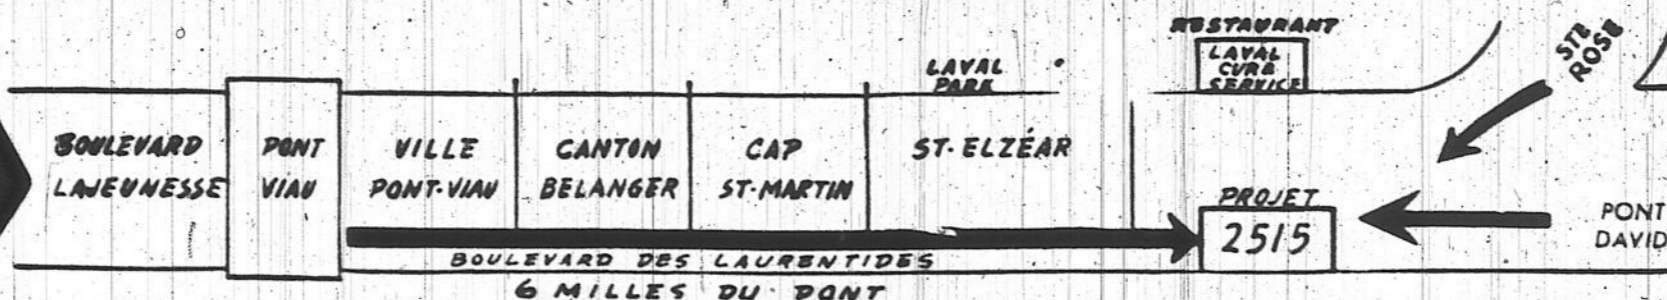 BOULEVARD
LAJEUNESSE
PONT
VIAU
VILLE
PONT-VIAU
CANTON
BELANGER
CAP
ST-MARTIN
LAVAL
PARK
ST-ELZÉAR
RESTAURANT
LAVAL
CURB
SERVICE
STE
ROSE
PROJET
2515
PONT
DAVID
BOULEVARD DES LAURENTIDES
6 MILLES DU PONT